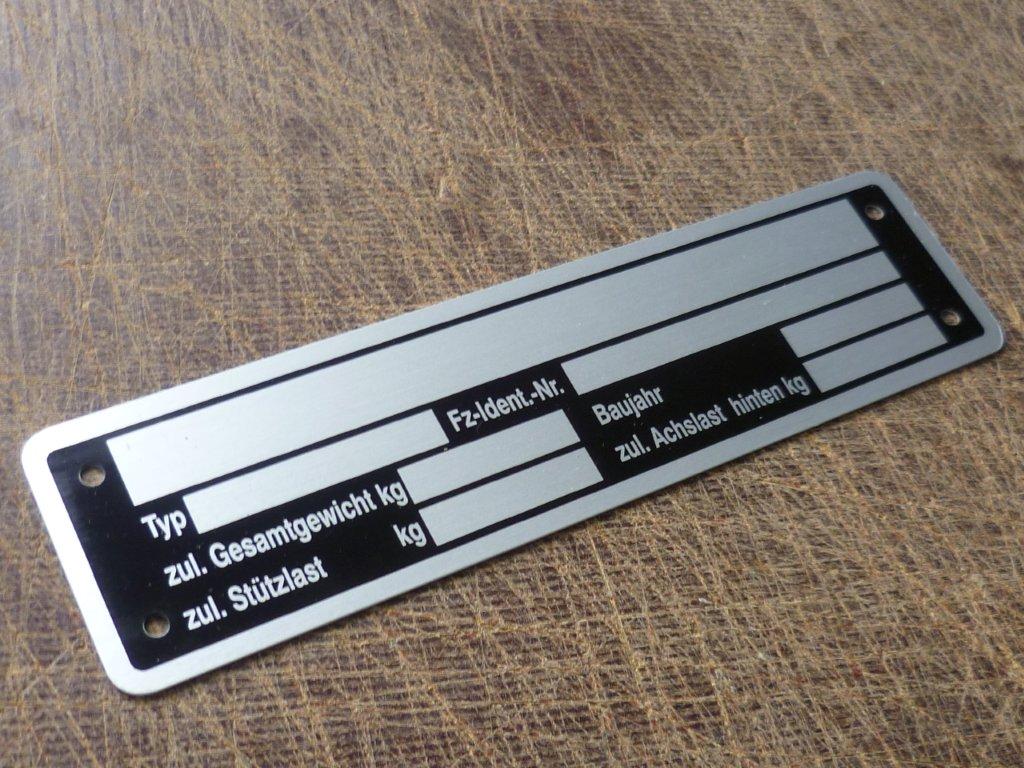 Typ Fz-Ident.-Nr.
zul. Gesamtgewicht kg Baujahr
zul. Stützlast kg zul. Achslast hinten kg